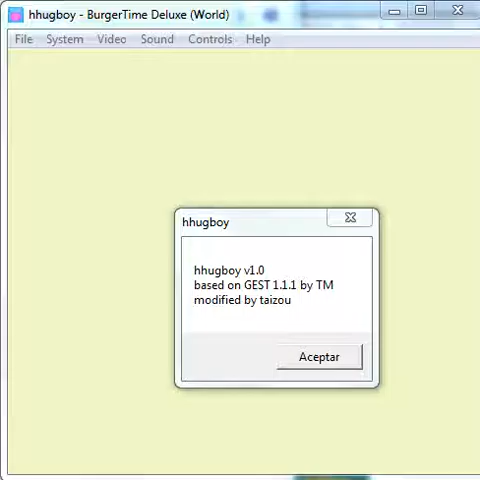 hhugboy - BurgerTime Deluxe (World)
File System Video Sound Controls Help
hhugboy
hhugboy v1.0
based on GEST 1.1.1 by TM
modified by taizou
Aceptar